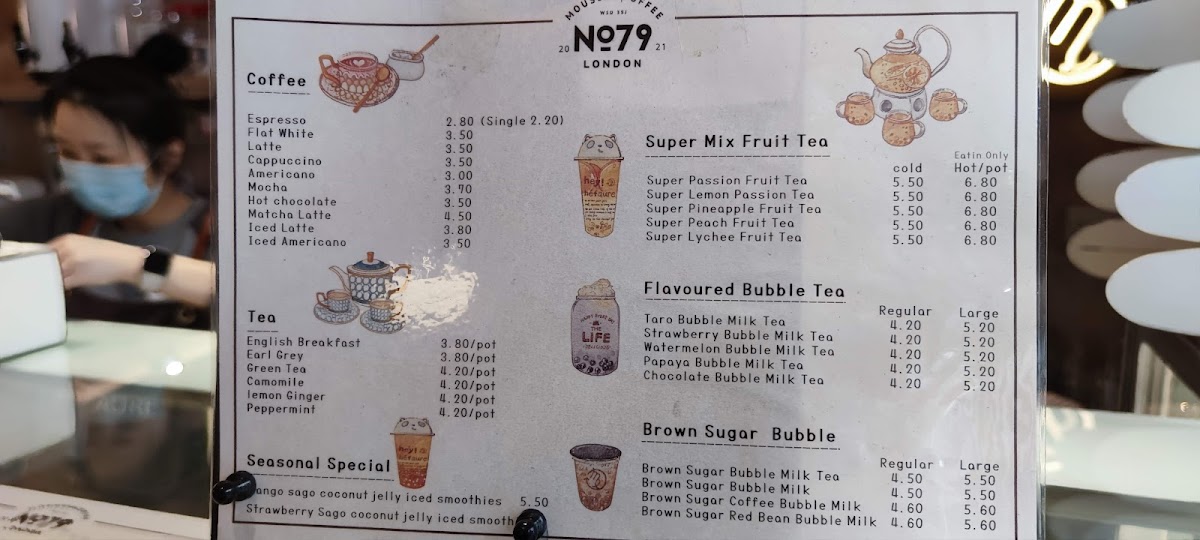 MOUSSE COFFEE
WSD SSJ
20 No79 21
LONDON
Coffee
Espresso 2.80 (Single 2.20)
Flat White 3.50
Latte 3.50
Cappuccino 3.50
Americano 3.00
Mocha 3.70
Hot chocolate 3.50
Matcha Latte 4.50
Iced Latte 3.80
Iced Americano 3.50
Tea
English Breakfast 3.80/pot
Earl Grey 3.80/pot
Green Tea 4.20/pot
Camomile 4.20/pot
lemon Ginger 4.20/pot
Peppermint 4.20/pot
Seasonal Special
ango sago coconut jelly iced smoothies 5.50
Strawberry Sago coconut jelly iced smooth
Super Mix Fruit Tea
Eatin Only
cold Hot/pot
Super Passion Fruit Tea 5.50 6.80
Super Lemon Passion Tea 5.50 6.80
Super Pineapple Fruit Tea 5.50 6.80
Super Peach Fruit Tea 5.50 6.80
Super Lychee Fruit Tea 5.50 6.80
Flavoured Bubble Tea
Regular Large
Taro Bubble Milk Tea 4.20 5.20
Strawberry Bubble Milk Tea 4.20 5.20
Watermelon Bubble Milk Tea 4.20 5.20
Papaya Bubble Milk Tea 4.20 5.20
Chocolate Bubble Milk Tea 4.20 5.20
THE
LIFE
Brown Sugar Bubble
Regular Large
Brown Sugar Bubble Milk Tea 4.50 5.50
Brown Sugar Bubble Milk 4.50 5.50
Brown Sugar Coffee Bubble Milk 4.60 5.60
Brown Sugar Red Bean Bubble Milk 4.60 5.60
No79